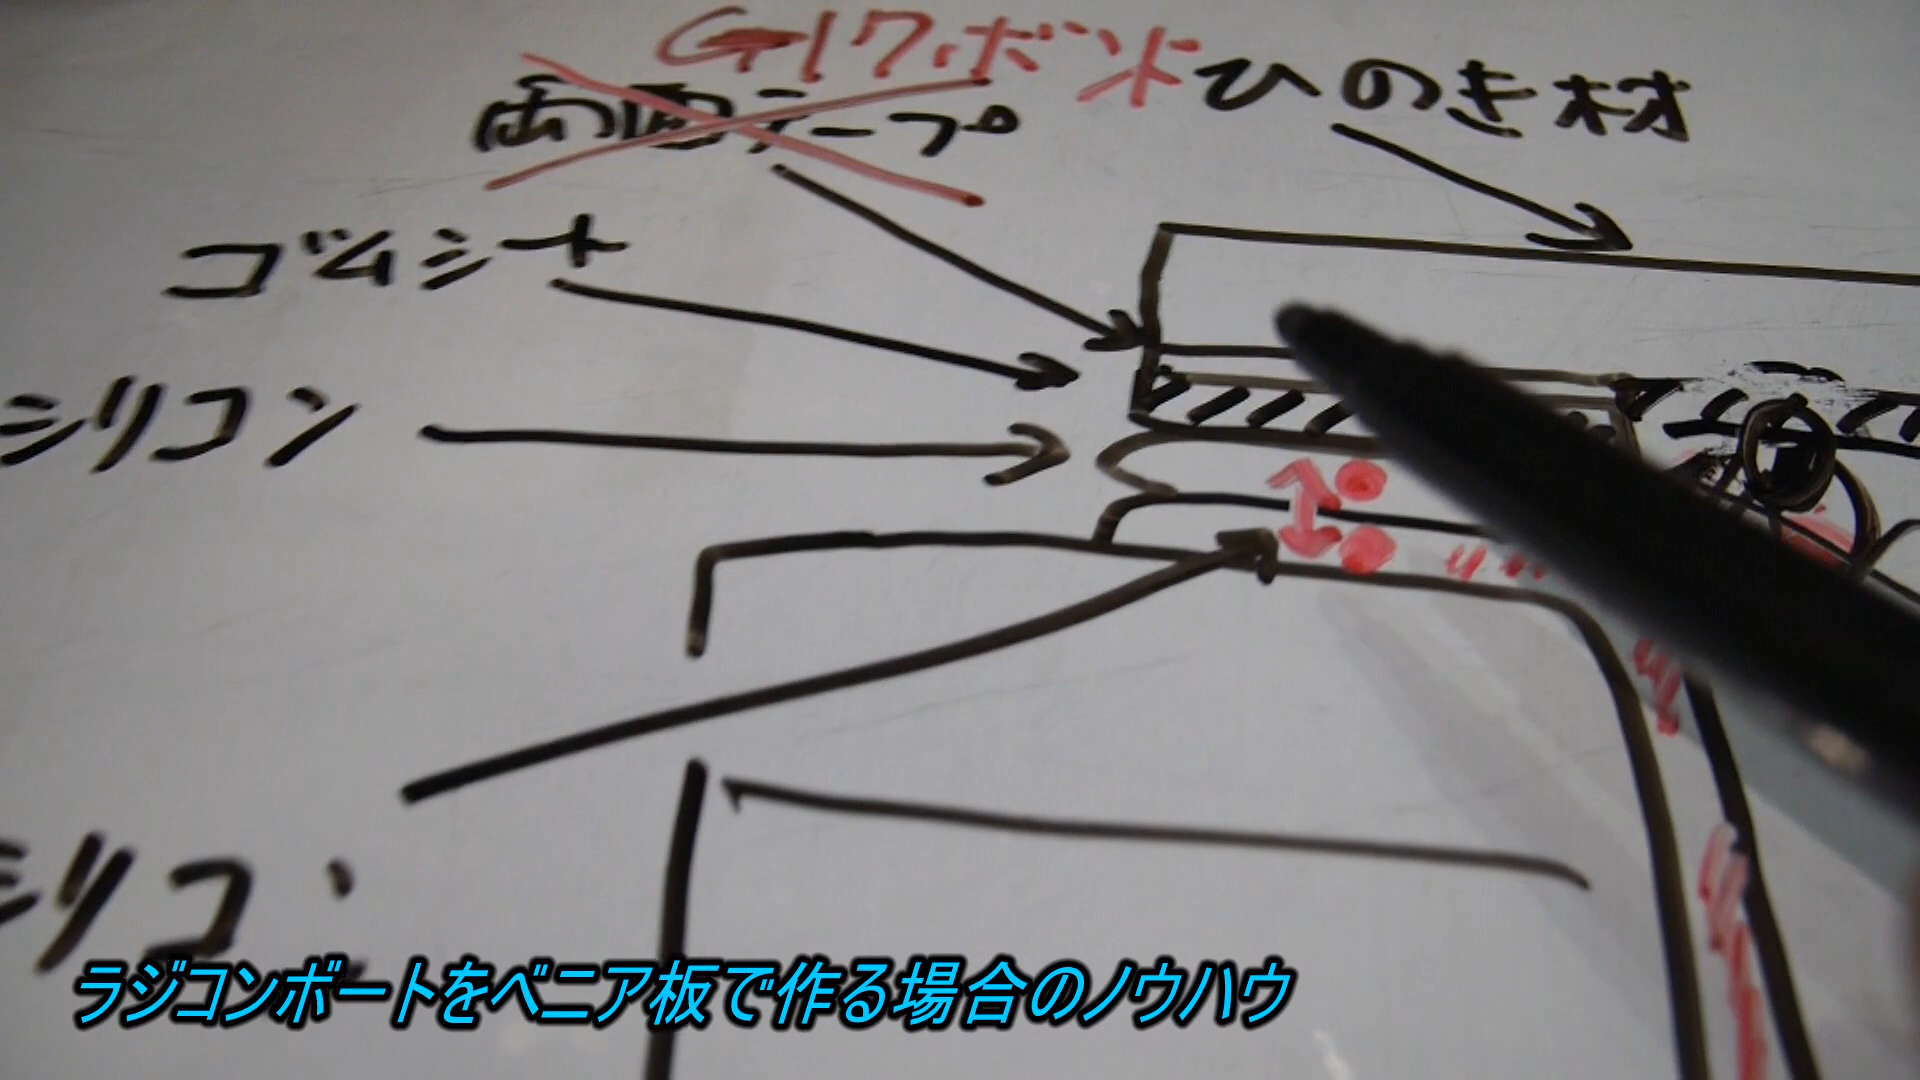 G17ボンド
両面テープ
ひのき材
ゴムシート
シリコン
シリコン
ラジコンボートをベニア板で作る場合のノウハウ